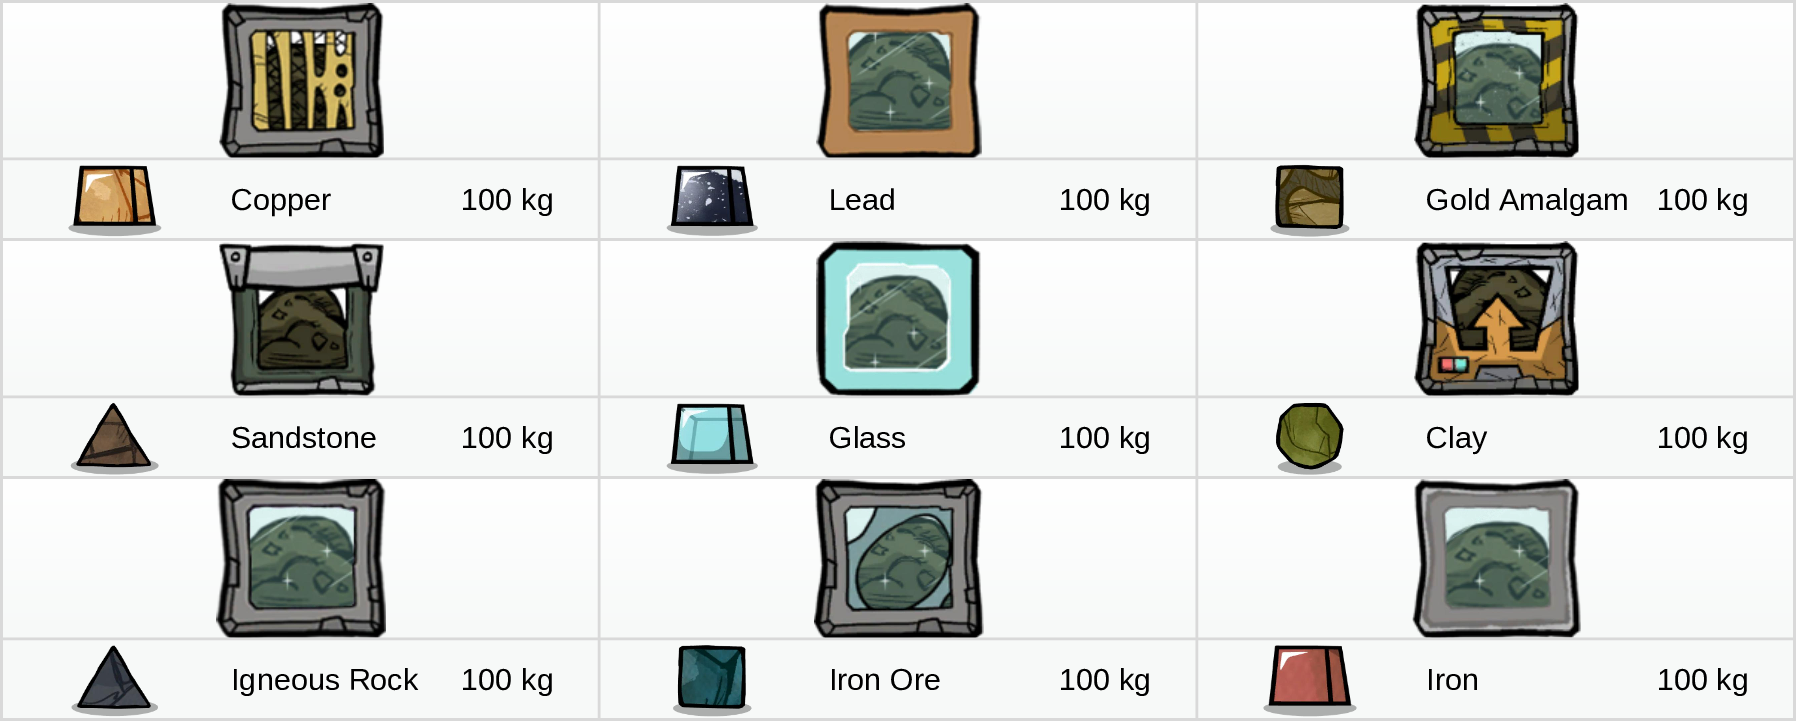 Copper 100 kg
Lead 100 kg
Gold Amalgam 100 kg
Sandstone 100 kg
Glass 100 kg
Clay 100 kg
Igneous Rock 100 kg
Iron Ore 100 kg
Iron 100 kg